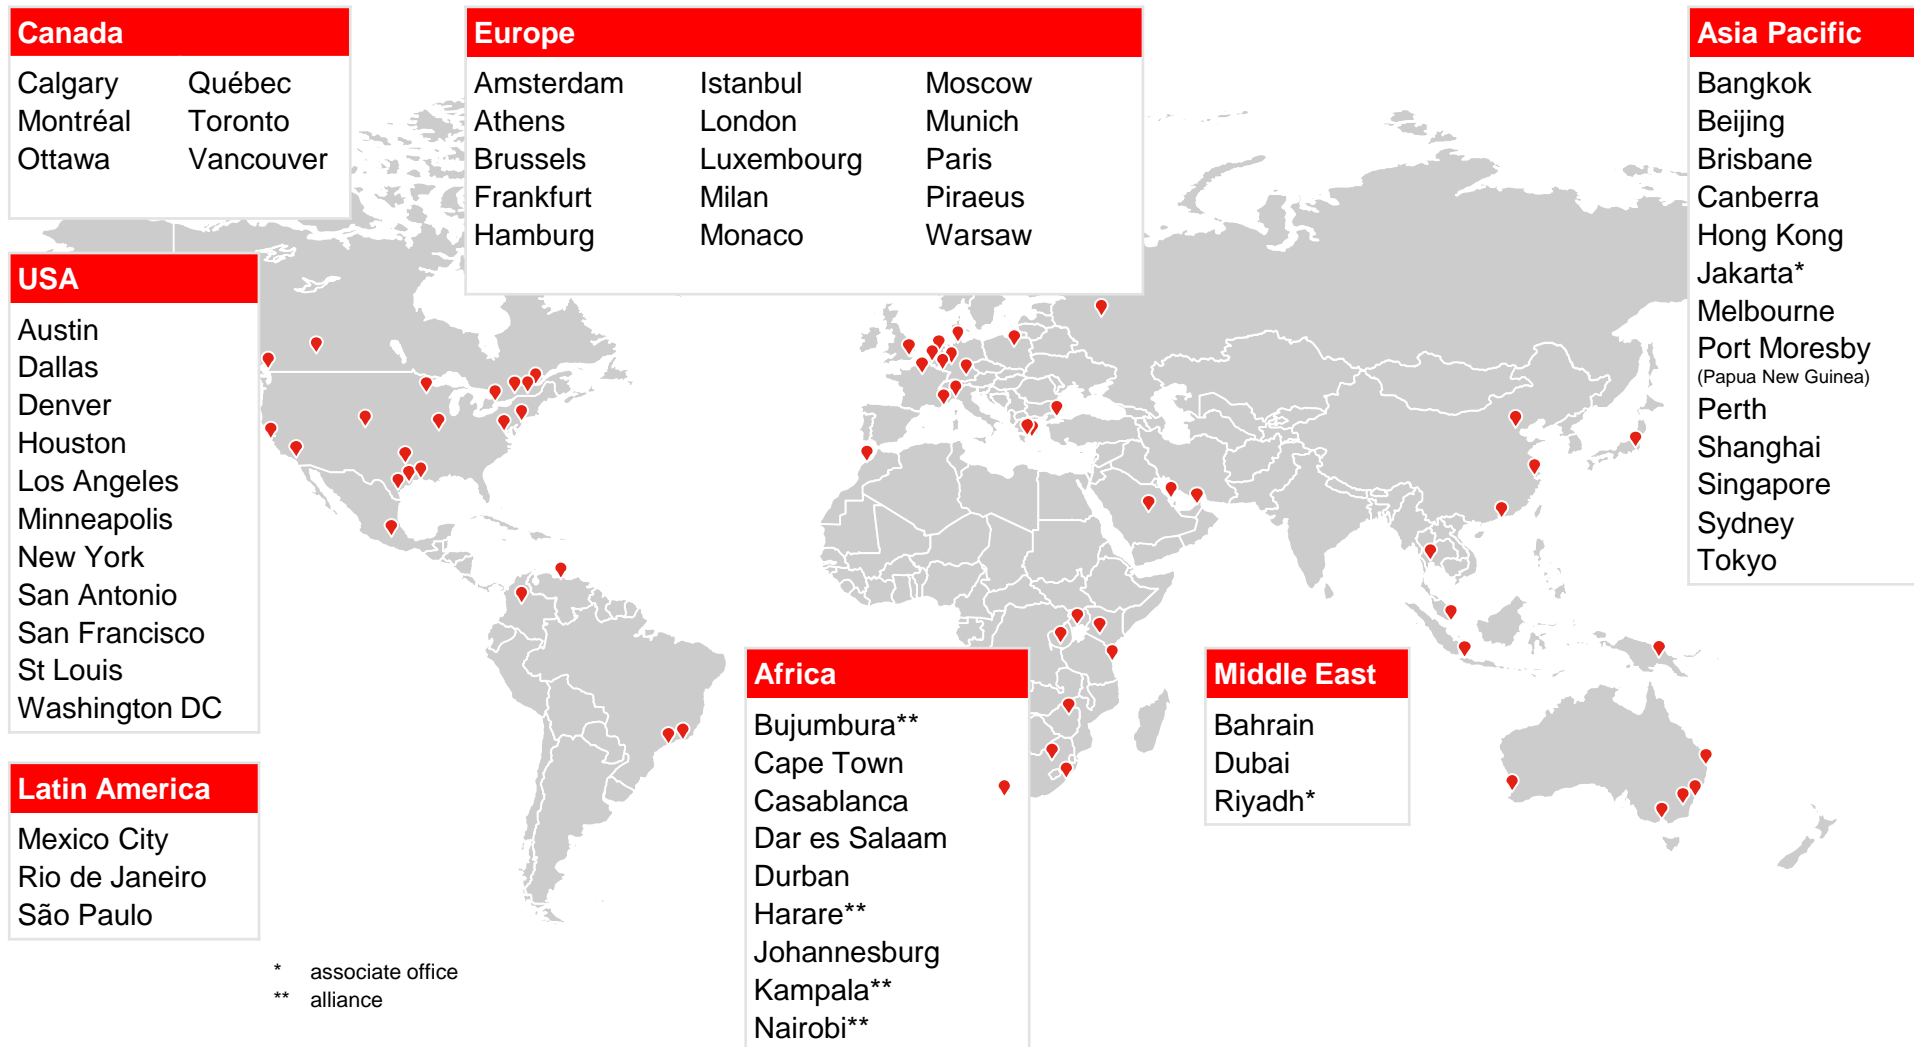 Canada
Calgary Québec
Montréal Toronto
Ottawa Vancouver
Europe
Amsterdam Istanbul Moscow
Athens London Munich
Brussels Luxembourg Paris
Frankfurt Milan Piraeus
Hamburg Monaco Warsaw
Asia Pacific
Bangkok
Beijing
Brisbane
Canberra
Hong Kong
Jakarta*
Melbourne
Port Moresby
(Papua New Guinea)
Perth
Shanghai
Singapore
Sydney
Tokyo
USA
Austin
Dallas
Denver
Houston
Los Angeles
Minneapolis
New York
San Antonio
San Francisco
St Louis
Washington DC
Latin America
Mexico City
Rio de Janeiro
São Paulo
Africa
Bujumbura**
Cape Town
Casablanca
Dar es Salaam
Durban
Harare**
Johannesburg
Kampala**
Nairobi**
Middle East
Bahrain
Dubai
Riyadh*
* associate office
** alliance